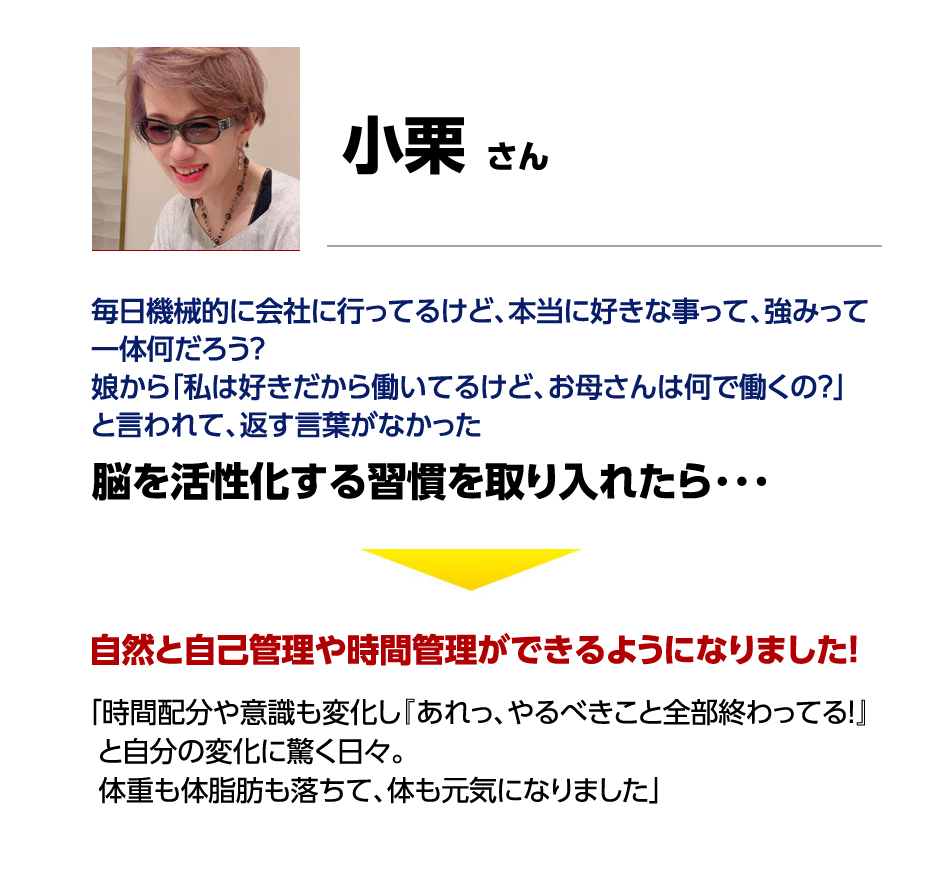 小栗 さん
毎日機械的に会社に行ってるけど、本当に好きな事って、強みって
一体何だろう?
娘から「私は好きだから働いてるけど、お母さんは何で働くの?」
と言われて、返す言葉がなかった
脳を活性化する習慣を取り入れたら・・・
自然と自己管理や時間管理ができるようになりました!
「時間配分や意識も変化し『あれっ、やるべきこと全部終わってる!』
と自分の変化に驚く日々。
体重も体脂肪も落ちて、体も元気になりました」